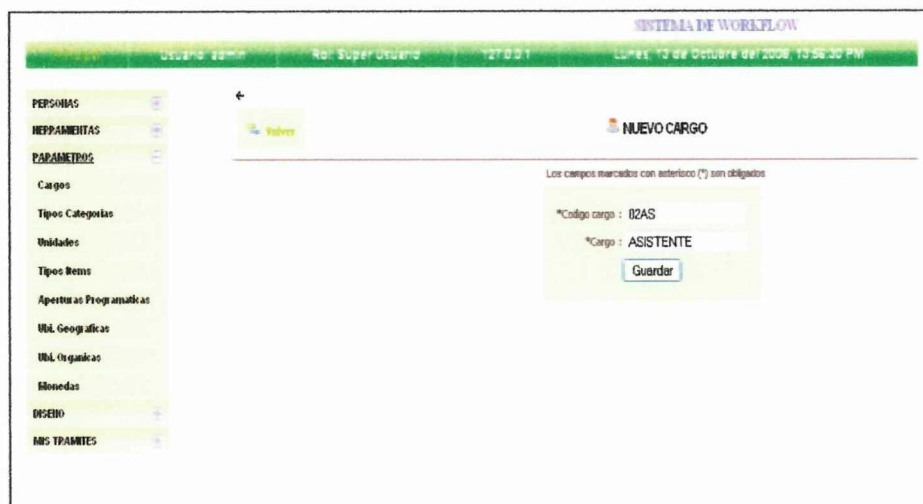 SISTEMA DE WORKFLOW
Usuario: admin Rol: Super Usuario 127.0.0.1 Lunes, 13 de Octubre del 2008, 13:56:30 PM
PERSONAS
HERRAMIENTAS
PARAMETROS
Cargos
Tipos Categorias
Unidades
Tipos Items
Aperturas Programaticas
Ubi. Geograficas
Ubi. Organicas
Monedas
DISEÑO
MIS TRAMITES
Volver
NUEVO CARGO
Los campos marcados con asterisco (*) son obligados
*Codigo cargo : 02AS
*Cargo : ASISTENTE
Guardar